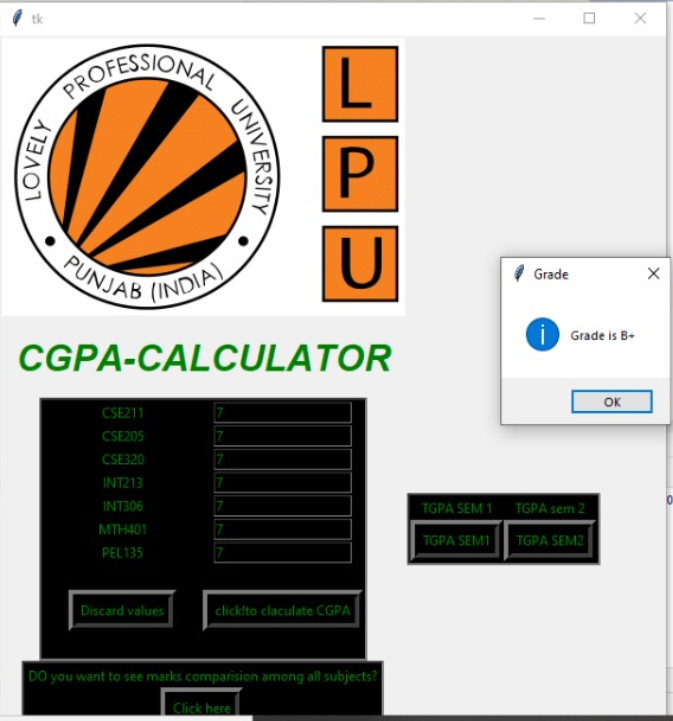 tk
LOVELY PROFESSIONAL UNIVERSITY
PUNJAB (INDIA)
L
P
U
Grade
Grade is B+
OK
CGPA-CALCULATOR
CSE211 7
CSE205 7
CSE320 7
INT213 7
INT306 7
MTH401 7
PEL135 7
TGPA SEM 1 TGPA sem 2
TGPA SEM1 TGPA SEM2
Discard values click!to claculate CGPA
DO you want to see marks comparision among all subjects?
Click here
0